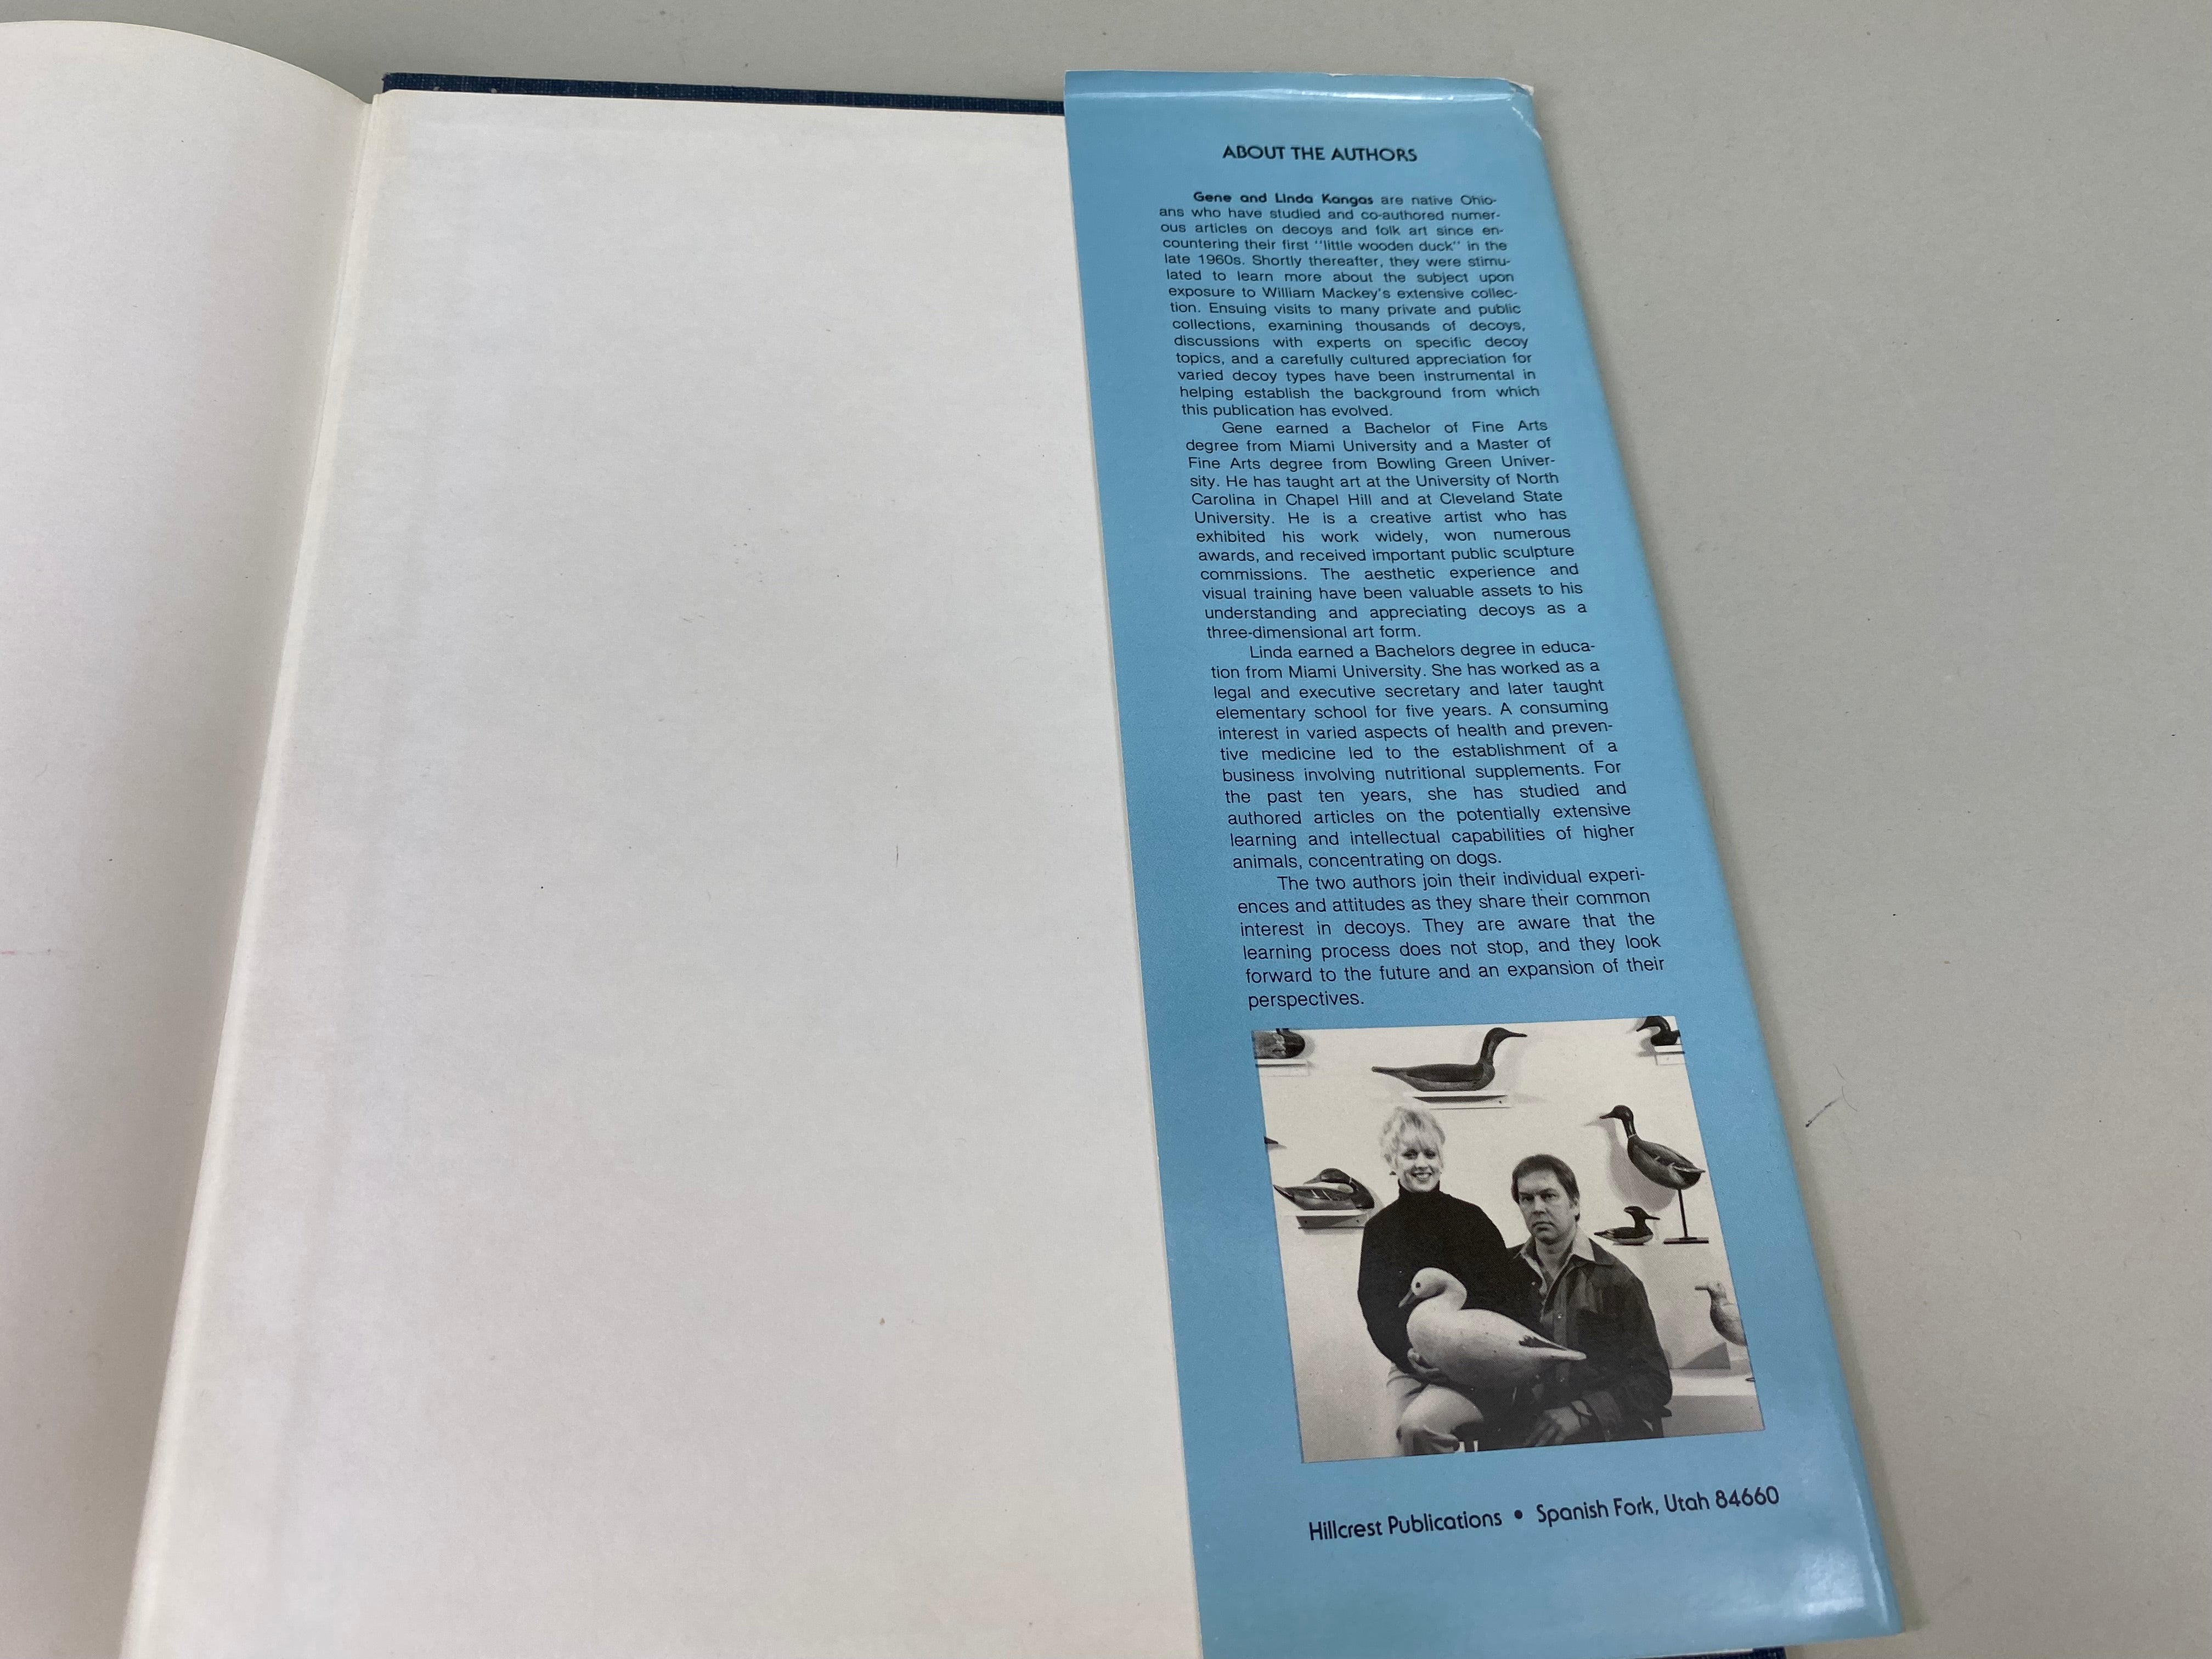 ABOUT THE AUTHORS
Gene and Linda Kangas are native Ohio-
ans who have studied and co-authored numer-
ous articles on decoys and folk art since en-
countering their first "little wooden duck" in the
late 1960s. Shortly thereafter, they were stimu-
lated to learn more about the subject upon
exposure to William Mackey's extensive collec-
tion. Ensuing visits to many private and public
collections, examining thousands of decoys,
discussions with experts on specific decoy
topics, and a carefully cultured appreciation for
varied decoy types have been instrumental in
helping establish the background from which
this publication has evolved.
Gene earned a Bachelor of Fine Arts
degree from Miami University and a Master of
Fine Arts degree from Bowling Green Univer-
sity. He has taught art at the University of North
Carolina in Chapel Hill and at Cleveland State
University. He is a creative artist who has
exhibited his work widely, won numerous
awards, and received important public sculpture
commissions. The aesthetic experience and
visual training have been valuable assets to his
understanding and appreciating decoys as a
three-dimensional art form.
Linda earned a Bachelors degree in educa-
tion from Miami University. She has worked as a
legal and executive secretary and later taught
elementary school for five years. A consuming
interest in varied aspects of health and preven-
tive medicine led to the establishment of a
business involving nutritional supplements. For
the past ten years, she has studied and
authored articles on the potentially extensive
learning and intellectual capabilities of higher
animals, concentrating on dogs.
The two authors join their individual experi-
ences and attitudes as they share their common
interest in decoys. They are aware that the
learning process does not stop, and they look
forward to the future and an expansion of their
perspectives.
Hillcrest Publications • Spanish Fork, Utah 84660